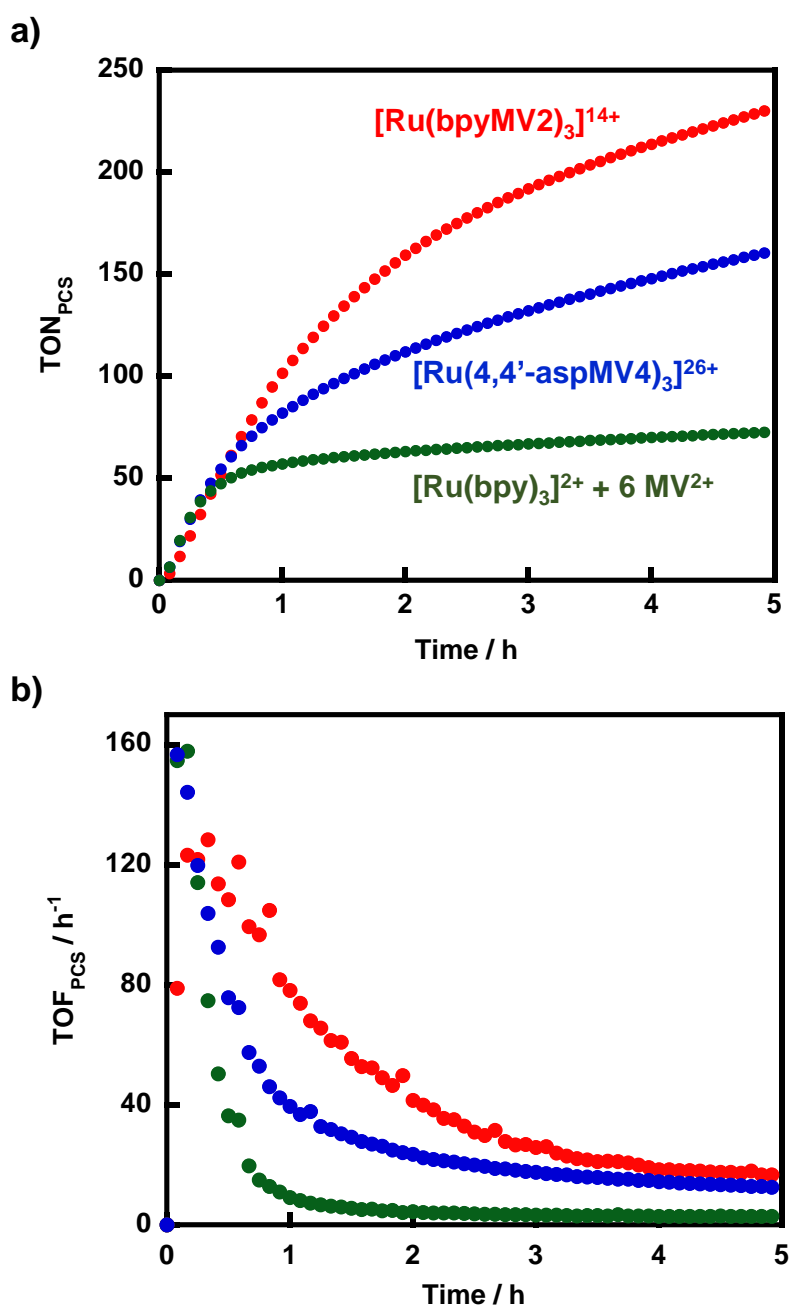 a)
250
200
150
100
50
0
TON_PCS
[Ru(bpyMV2)₃]¹⁴⁺
[Ru(4,4'-aspMV4)₃]²⁶⁺
[Ru(bpy)₃]²⁺ + 6 MV²⁺
0 1 2 3 4 5
Time / h
b)
160
120
80
40
0
TOF_PCS / h⁻¹
0 1 2 3 4 5
Time / h